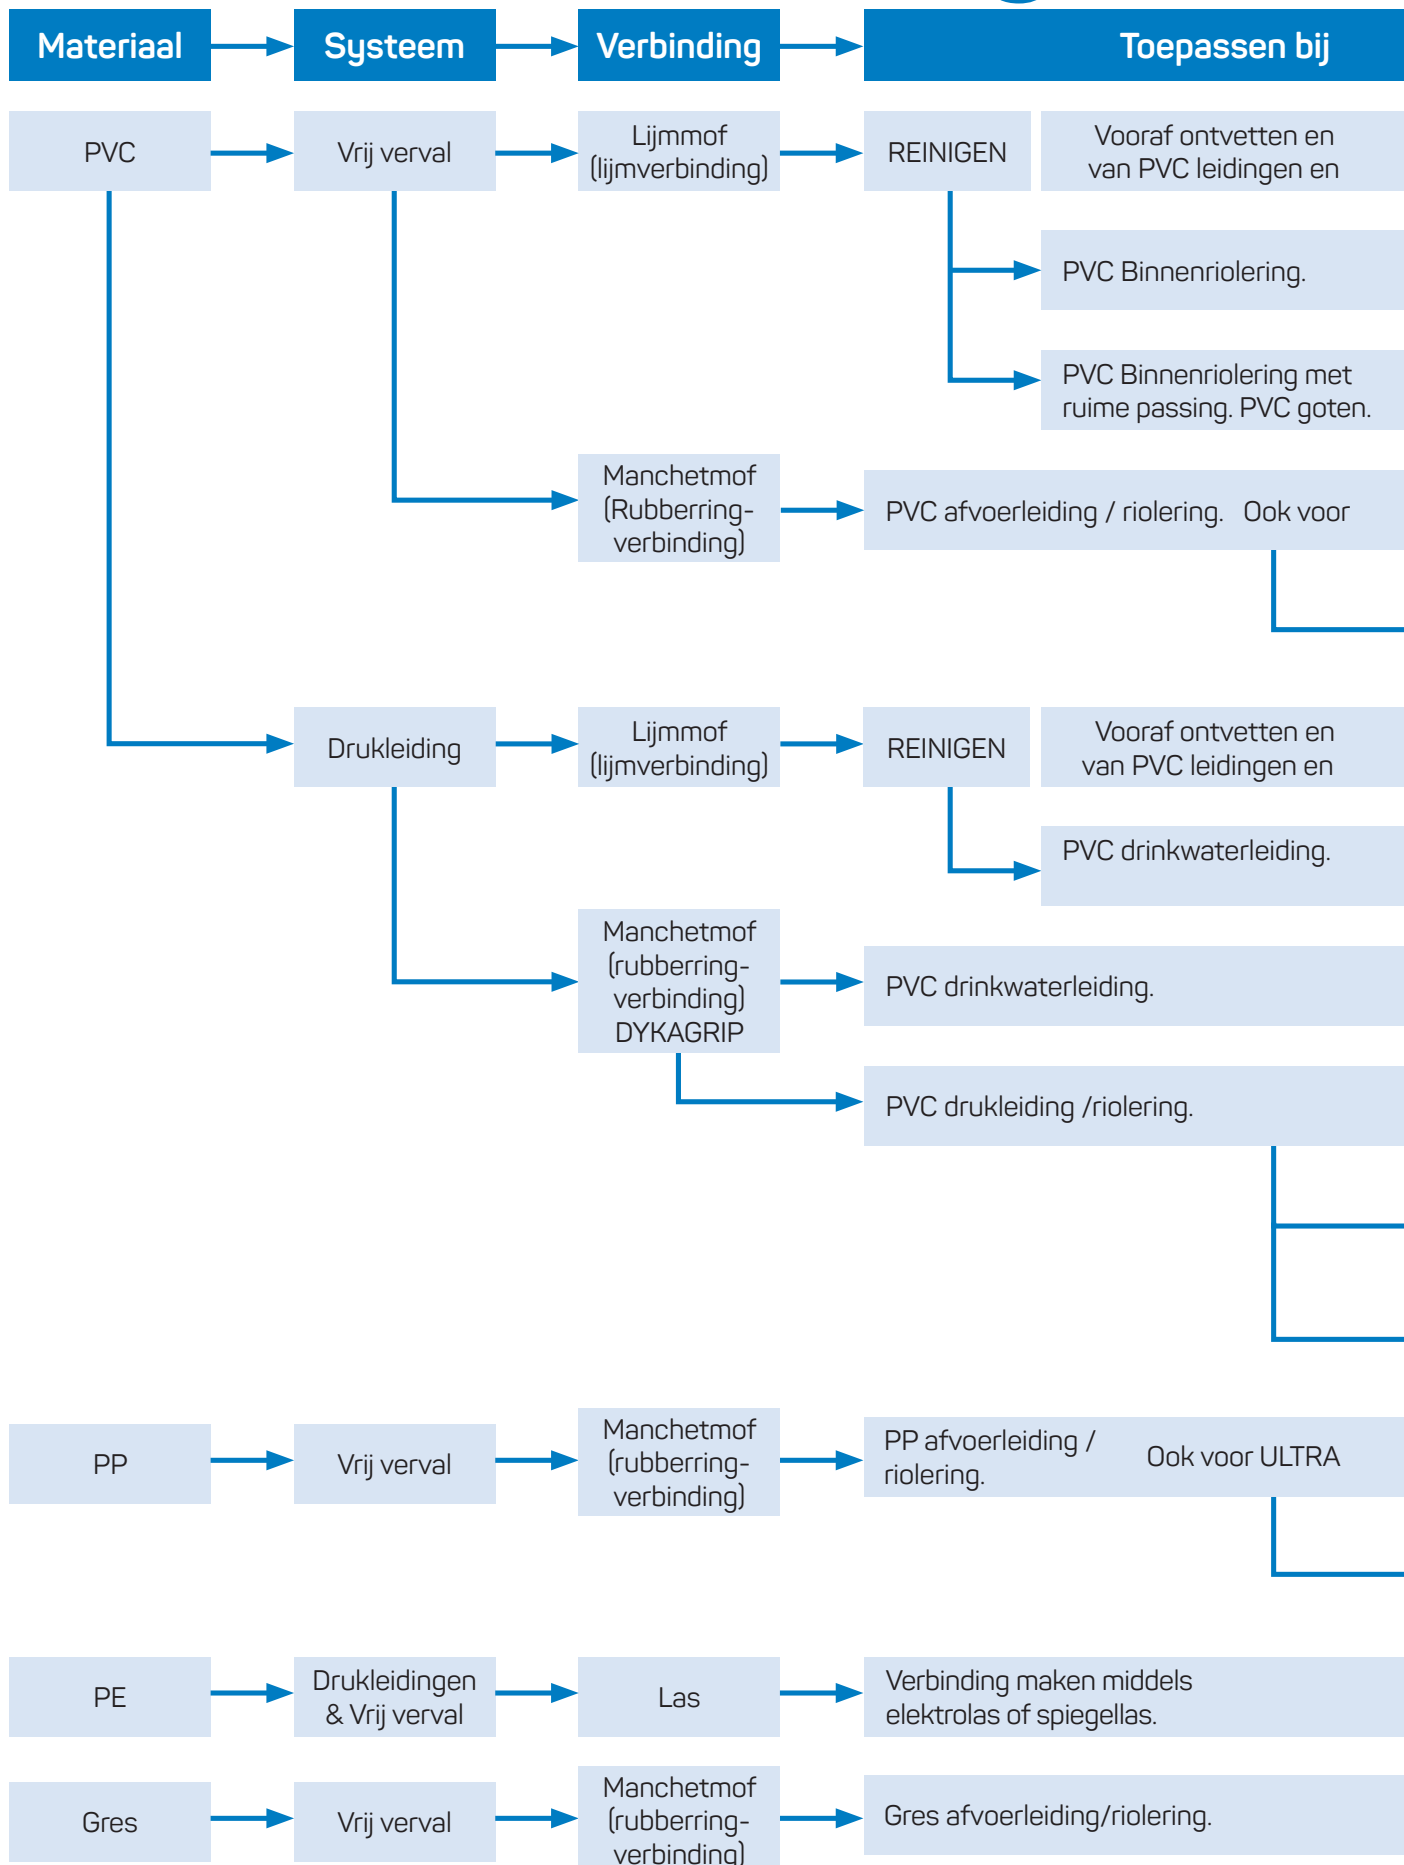 Materiaal
Systeem
Verbinding
Toepassen bij
PVC
Vrij verval
Lijmmof
(lijmverbinding)
REINIGEN
Vooraf ontvetten en
van PVC leidingen en
PVC Binnenriolering.
PVC Binnenriolering met
ruime passing. PVC goten.
Manchetmof
(Rubberring-
verbinding)
PVC afvoerleiding / riolering. Ook voor
Drukleiding
Lijmmof
(lijmverbinding)
REINIGEN
Vooraf ontvetten en
van PVC leidingen en
PVC drinkwaterleiding.
Manchetmof
(rubberring-
verbinding)
DYKAGRIP
PVC drinkwaterleiding.
PVC drukleiding /riolering.
PP
Vrij verval
Manchetmof
(rubberring-
verbinding)
PP afvoerleiding /
riolering.
Ook voor ULTRA
PE
Drukleidingen
& Vrij verval
Las
Verbinding maken middels
elektrolas of spiegellas.
Gres
Vrij verval
Manchetmof
(rubberring-
verbinding)
Gres afvoerleiding/riolering.